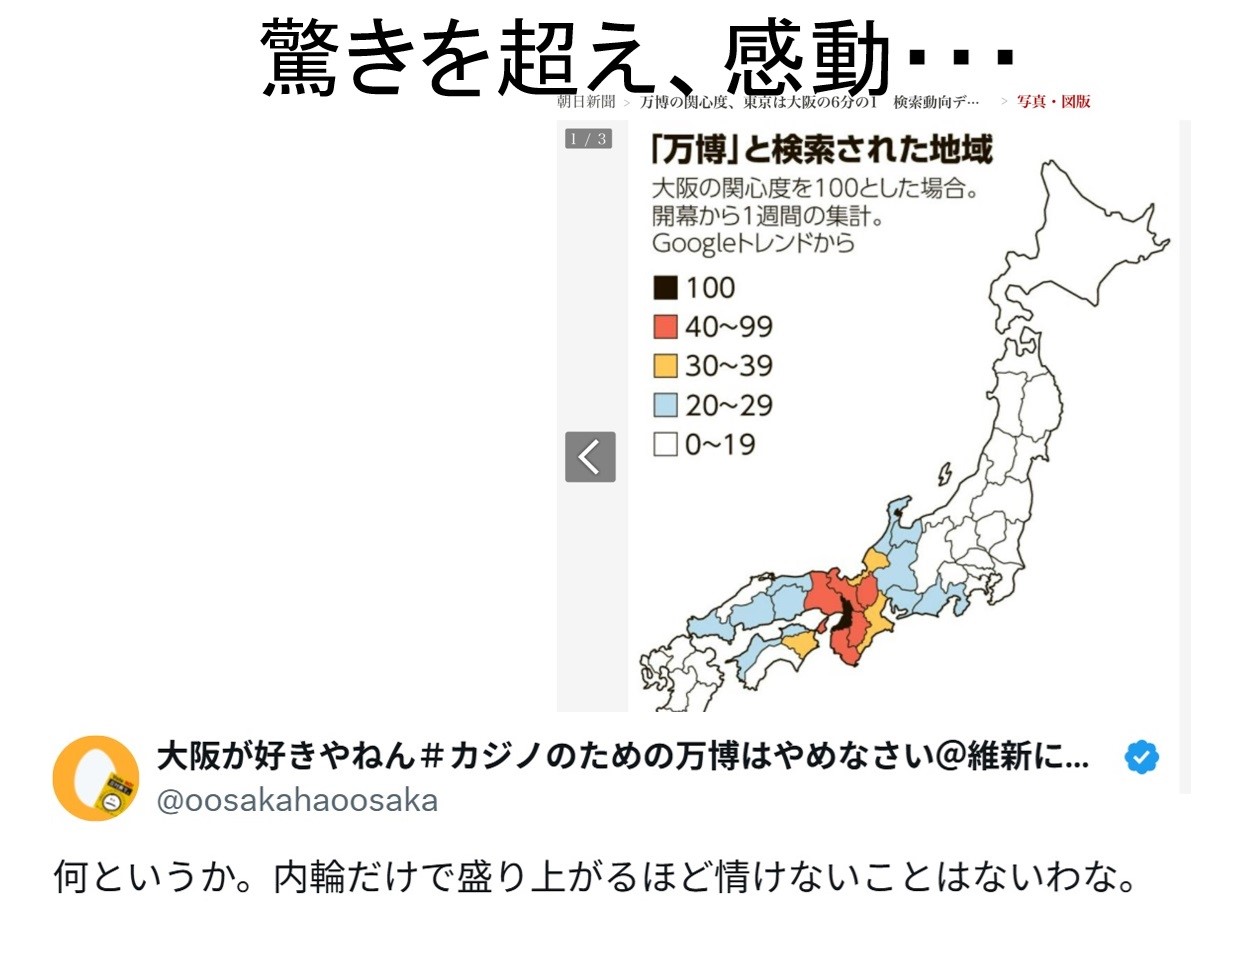 驚きを超え、感動・・・
朝日新聞 > 万博の関心度、東京は大阪の6分の1 検索動向デ… > 写真・図版
1 / 3
「万博」と検索された地域
大阪の関心度を100とした場合。
開幕から1週間の集計。
Googleトレンドから
100
40~99
30~39
20~29
0~19
大阪が好きやねん＃カジノのための万博はやめなさい@維新に...
@oosakahaoosaka
何というか。内輪だけで盛り上がるほど情けないことはないわな。